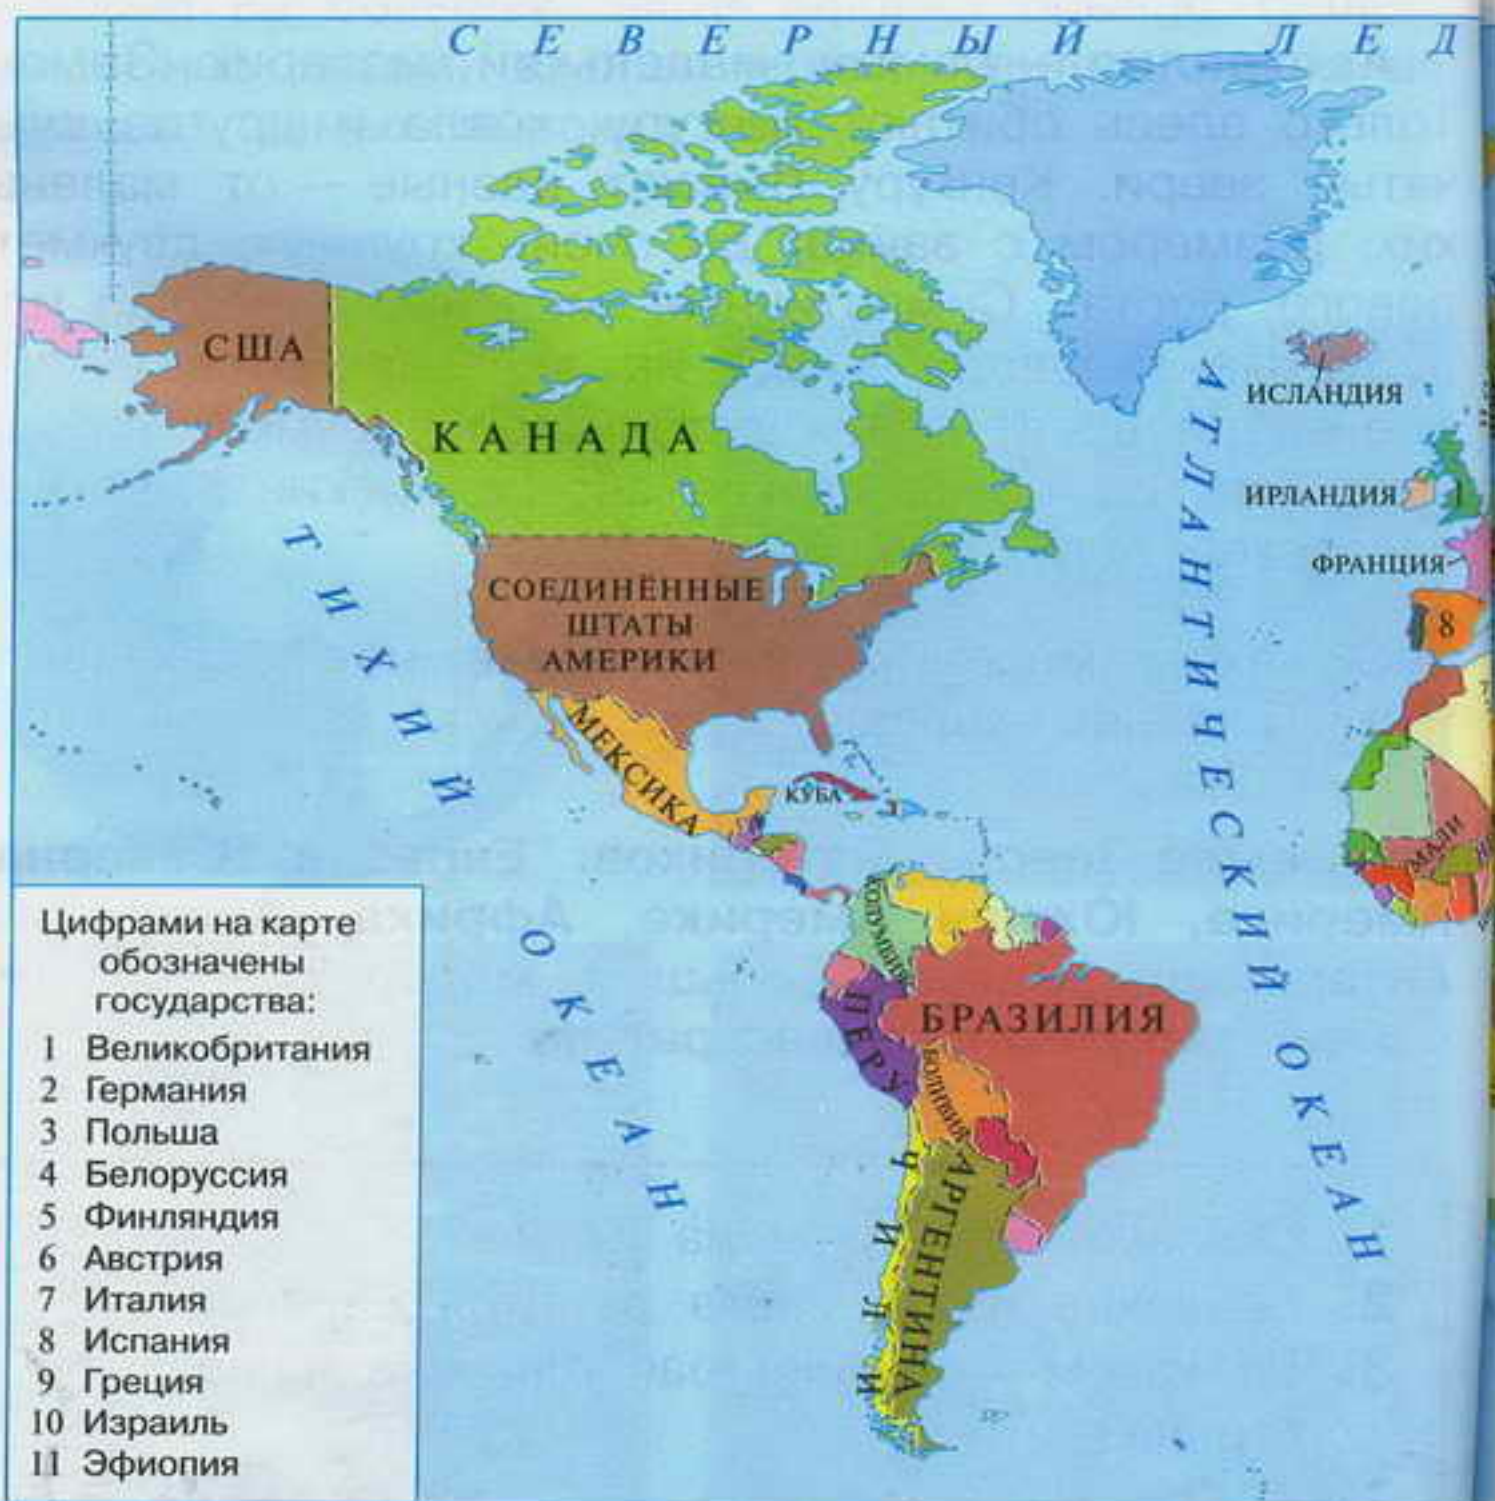 СЕВЕРНЫЙ ЛЕД
США
КАНАДА
ИСЛАНДИЯ
ИРЛАНДИЯ
1
ФРАНЦИЯ
8
СОЕДИНЁННЫЕ
ШТАТЫ
АМЕРИКИ
МЕКСИКА
КУБА
МАЛИ
ТИХИЙ ОКЕАН
АТЛАНТИЧЕСКИЙ ОКЕАН
КОЛУМБИЯ
ПЕРУ
БРАЗИЛИЯ
БОЛИВИЯ
ЧИЛИ
АРГЕНТИНА
Цифрами на карте
обозначены
государства:
1 Великобритания
2 Германия
3 Польша
4 Белоруссия
5 Финляндия
6 Австрия
7 Италия
8 Испания
9 Греция
10 Израиль
11 Эфиопия